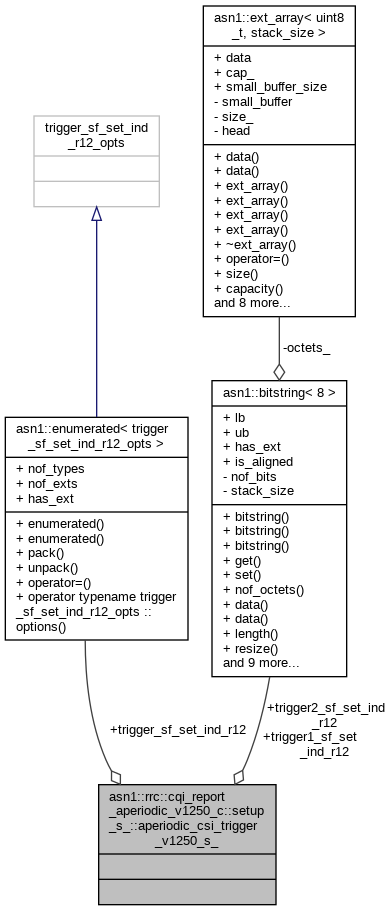 asn1::ext_array< uint8
_t, stack_size >
+ data
+ cap_
+ small_buffer_size
- small_buffer
- size_
- head
+ data()
+ data()
+ ext_array()
+ ext_array()
+ ext_array()
+ ext_array()
+ ~ext_array()
+ operator=()
+ size()
+ capacity()
and 8 more...
trigger_sf_set_ind
_r12_opts
-octets_
asn1::bitstring< 8 >
+ lb
+ ub
+ has_ext
+ is_aligned
- nof_bits
- stack_size
+ bitstring()
+ bitstring()
+ bitstring()
+ get()
+ set()
+ nof_octets()
+ data()
+ data()
+ length()
+ resize()
and 9 more...
asn1::enumerated< trigger
_sf_set_ind_r12_opts >
+ nof_types
+ nof_exts
+ has_ext
+ enumerated()
+ enumerated()
+ pack()
+ unpack()
+ operator=()
+ operator typename trigger
_sf_set_ind_r12_opts ::
options()
+trigger_sf_set_ind_r12
+trigger2_sf_set_ind
_r12
+trigger1_sf_set
_ind_r12
asn1::rrc::cqi_report
_aperiodic_v1250_c::setup
_s_::aperiodic_csi_trigger
_v1250_s_